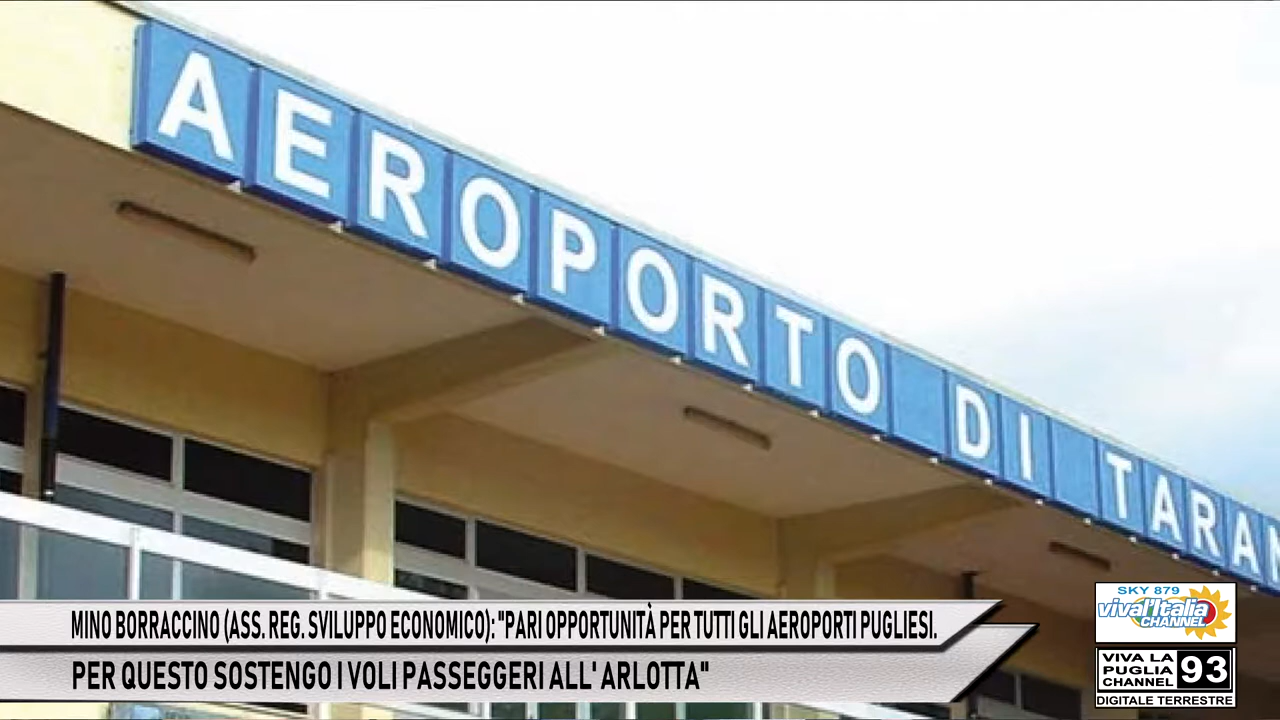 AEROPORTO DI TARAN
MINO BORRACCINO (ASS. REG. SVILUPPO ECONOMICO): "PARI OPPORTUNITÀ PER TUTTI GLI AEROPORTI PUGLIESI.
PER QUESTO SOSTENGO I VOLI PASSEGGERI ALL' ARLOTTA"
SKY 879
vival'Italia
CHANNEL
VIVA LA
PUGLIA
CHANNEL
93
DIGITALE TERRESTRE